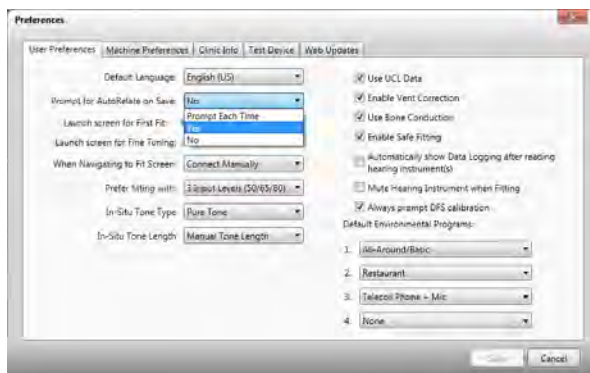 Preferences
User Preferences Machine Preferences Clinic Info Test Device Web Updates
Default Language: English (US)
Prompt for AutoRelate on Save: No
Prompt Each Time
Yes
No
Launch screen for First Fit:
Launch screen for Fine Tuning:
When Navigating to Fit Screen: Connect Manually
Prefer fitting with: 3 Input Levels (50/65/80)
In-Situ Tone Type: Pure Tone
In-Situ Tone Length: Manual Tone Length
Use UCL Data
Enable Vent Correction
Use Bone Conduction
Enable Safe Fitting
Automatically show Data Logging after reading
hearing instrument(s)
Mute Hearing Instrument when Fitting
Always prompt DFS calibration
Default Environmental Programs:
1. All-Around/Basic
2. Restaurant
3. Telecoil Phone + Mic
4. None
Save Cancel